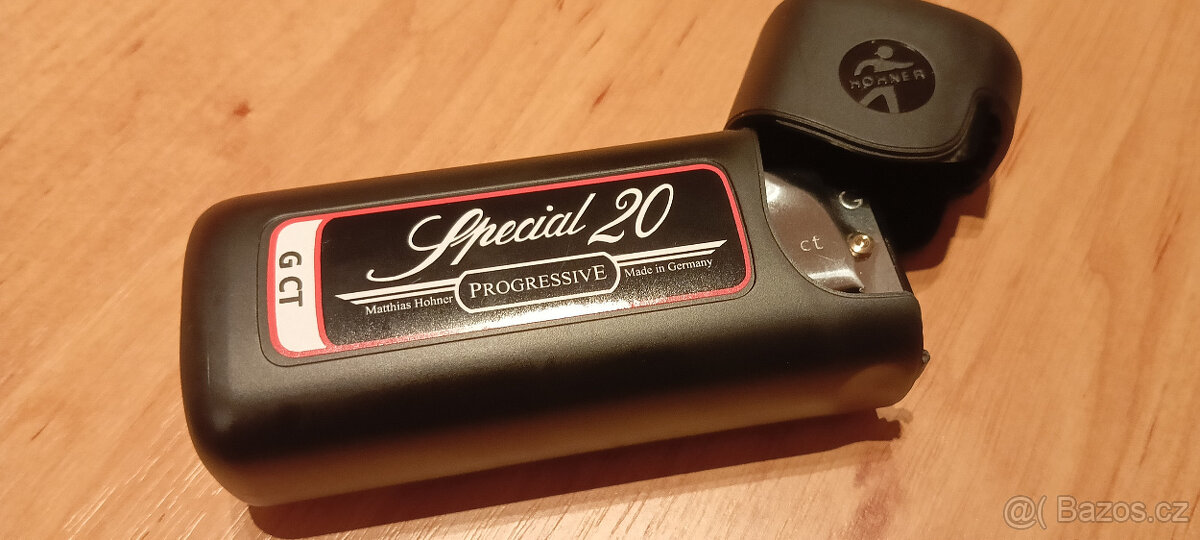 HOHNER
Special 20
G
ct
G CT
Matthias Hohner PROGRESSIVE Made in Germany
@( Bazos.cz